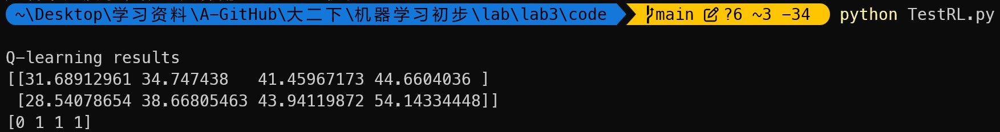 ~\Desktop\学习资料\A-GitHub\大二下\机器学习初步\lab\lab3\code main ?6 ~3 -34 python TestRL.py
Q-learning results
[[31.68912961 34.747438   41.45967173 44.6604036 ]
 [28.54078654 38.66805463 43.94119872 54.14334448]]
[0 1 1 1]